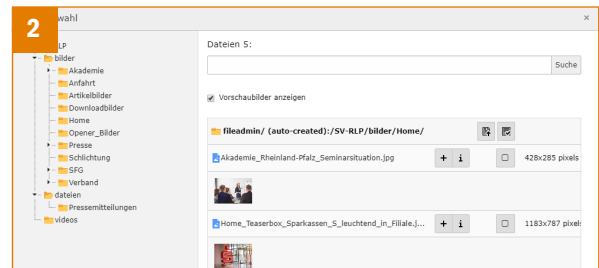 2
wahl
×
LP
bilder
Akademie
Anfahrt
Artikelbilder
Downloadbilder
Home
Opener_Bilder
Presse
Schlichtung
SFG
Verband
dateien
Pressemitteilungen
videos
Dateien 5:
Suche
Vorschaubilder anzeigen
fileadmin/ (auto-created):/SV-RLP/bilder/Home/
Akademie_Rheinland-Pfalz_Seminarsituation.jpg + i 428x285 pixels
Home_Teaserbox_Sparkassen_S_leuchtend_in_Filiale.j... + i 1183x787 pixels